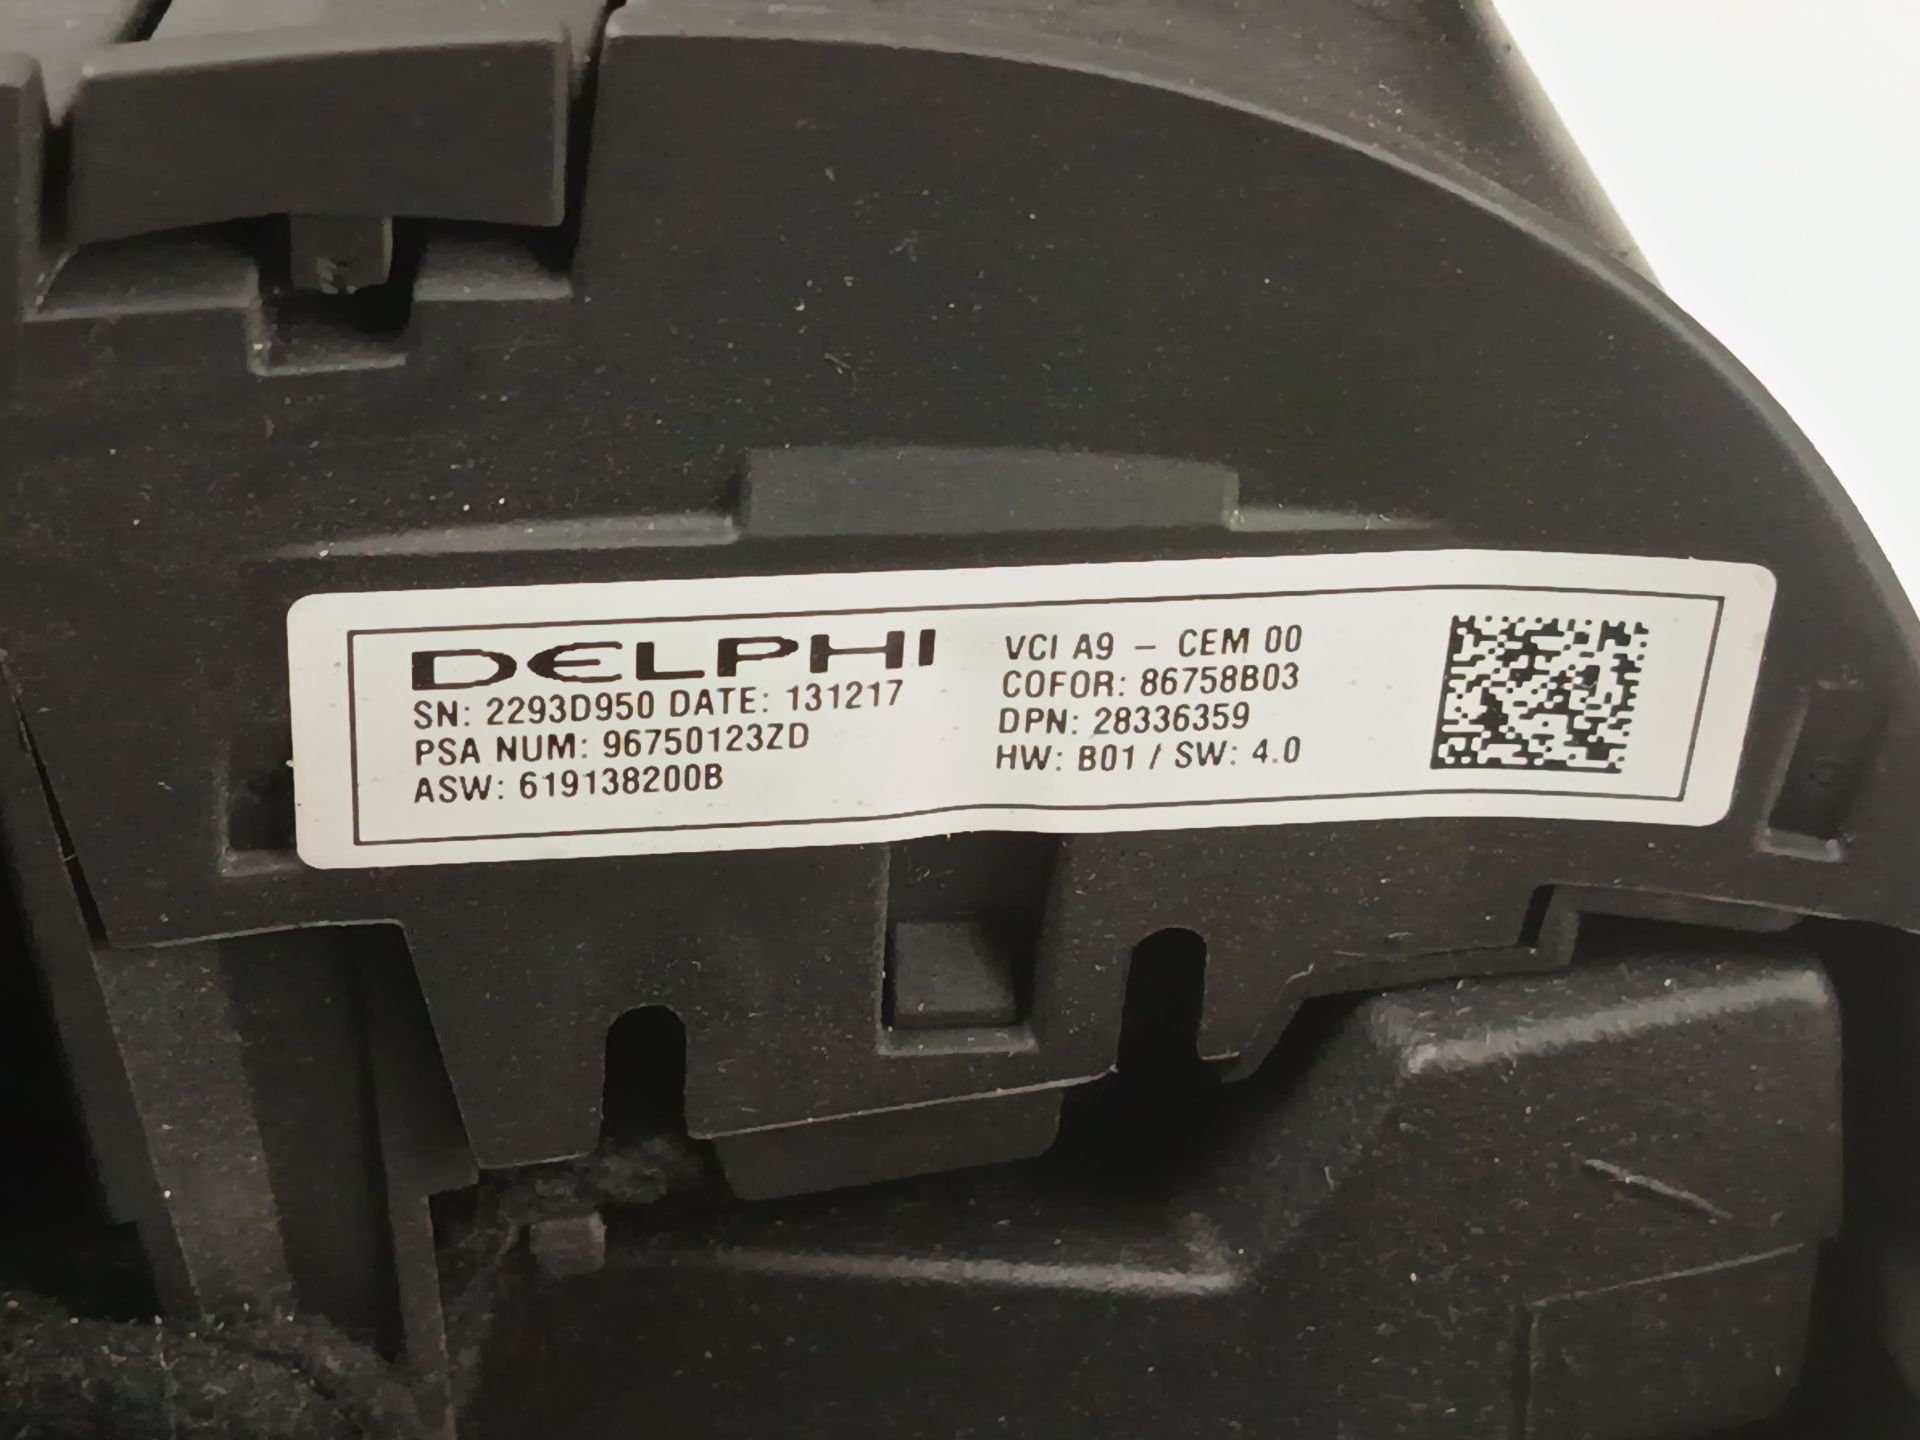 DELPHI
SN: 2293D950 DATE: 131217
PSA NUM: 96750123ZD
ASW: 619138200B
VCI A9 – CEM 00
COFOR: 86758B03
DPN: 28336359
HW: B01 / SW: 4.0